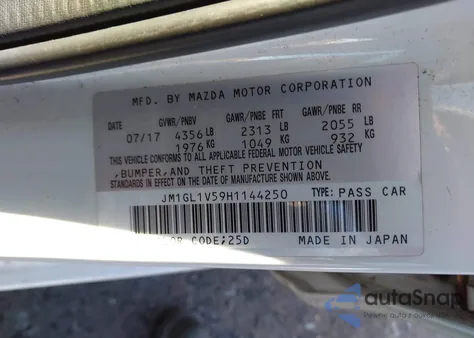 MFD. BY MAZDA MOTOR CORPORATION
GVWR/PNBV GAWR/PNBE FRT GAWR/PNBE RR
07/17 4356 LB 2313 LB 2055 LB
1976 KG 1049 KG 932 KG
THIS VEHICLE CONFORMS TO ALL APPLICABLE FEDERAL MOTOR VEHICLE SAFETY
,BUMPER,AND THEFT PREVENTION
STANDARDS IN EFFECT ON THE DATE OF MANUFACTURE SHOWN ABOVE.
JM1GL1V59H1144250 TYPE: PASS CAR
CODE;25D MADE IN JAPAN
autoSnap